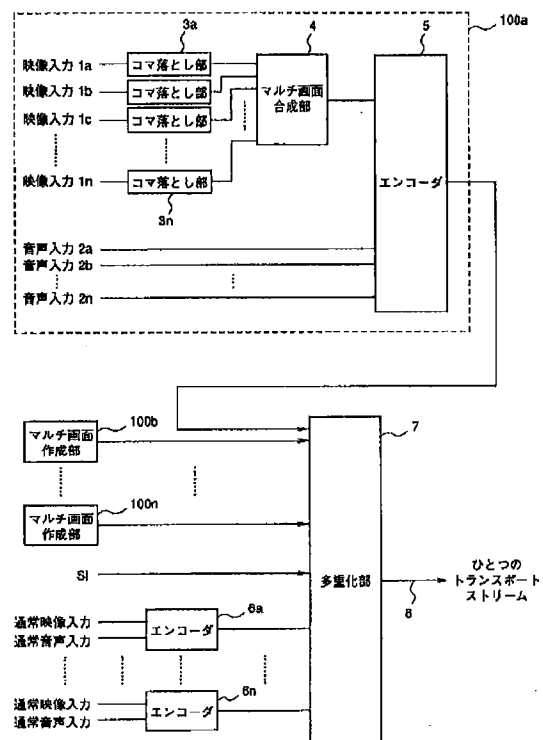 3a
4
5
100a
映像入力 1a
コマ落とし部
映像入力 1b
コマ落とし部
映像入力 1c
コマ落とし部
マルチ画面
合成部
映像入力 1n
コマ落とし部
3n
エンコーダ
音声入力 2a
音声入力 2b
音声入力 2n
100b
マルチ画面
作成部
7
100n
マルチ画面
作成部
SI
多重化部
8
ひとつの
トランスポート
ストリーム
6a
通常映像入力
通常音声入力
エンコーダ
6n
通常映像入力
通常音声入力
エンコーダ